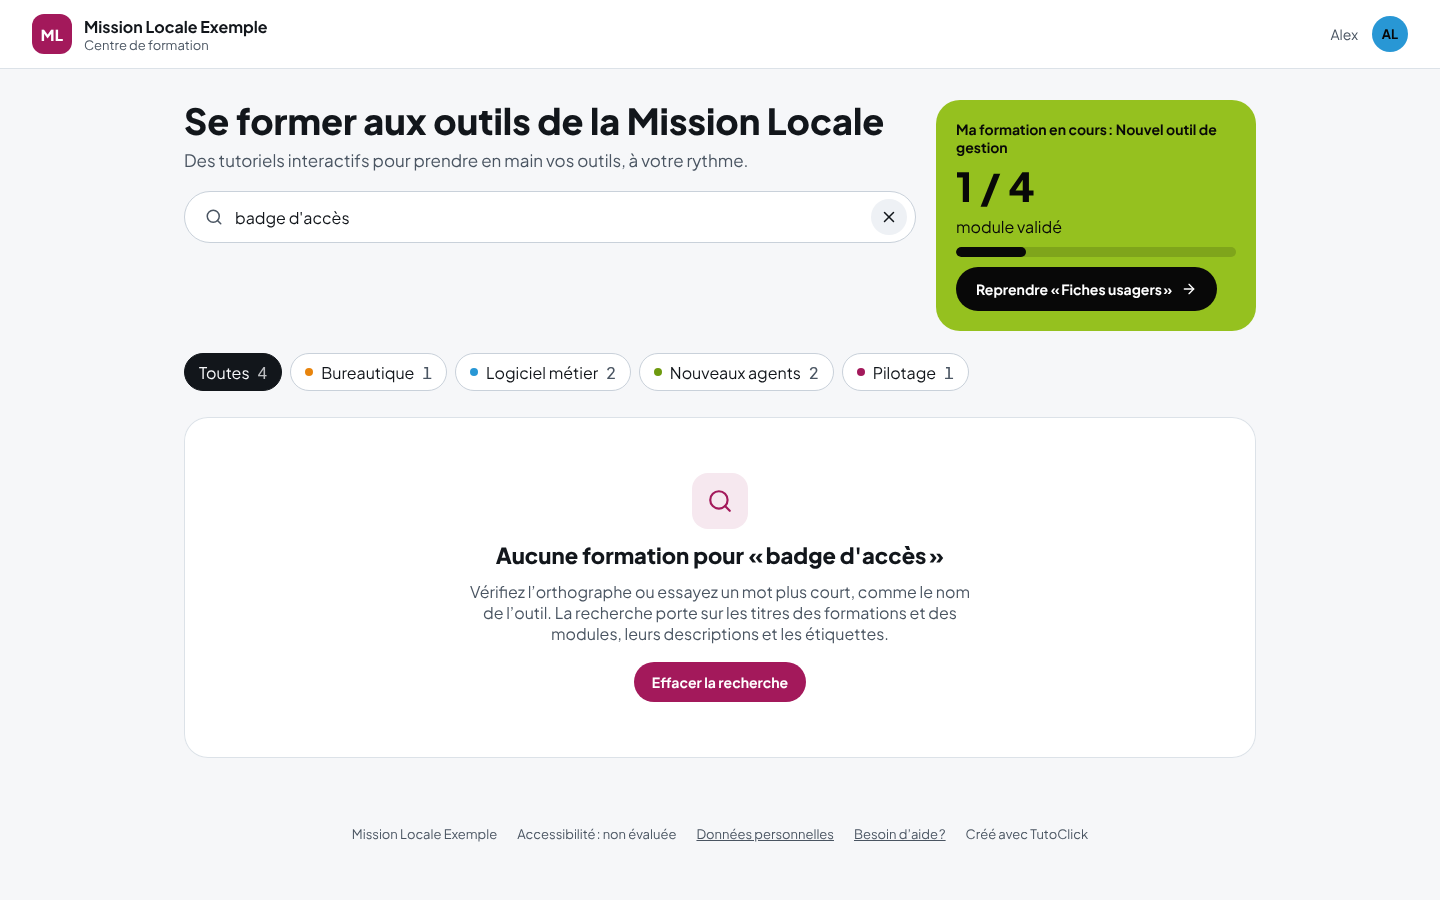 ML
Mission Locale Exemple
Centre de formation
Alex
AL
Se former aux outils de la Mission Locale
Des tutoriels interactifs pour prendre en main vos outils, à votre rythme.
badge d'accès
Ma formation en cours : Nouvel outil de
gestion
1 / 4
module validé
Reprendre « Fiches usagers »
Toutes 4
Bureautique 1
Logiciel métier 2
Nouveaux agents 2
Pilotage 1
Aucune formation pour « badge d'accès »
Vérifiez l’orthographe ou essayez un mot plus court, comme le nom
de l’outil. La recherche porte sur les titres des formations et des
modules, leurs descriptions et les étiquettes.
Effacer la recherche
Mission Locale Exemple
Accessibilité : non évaluée
Données personnelles
Besoin d’aide ?
Créé avec TutoClick